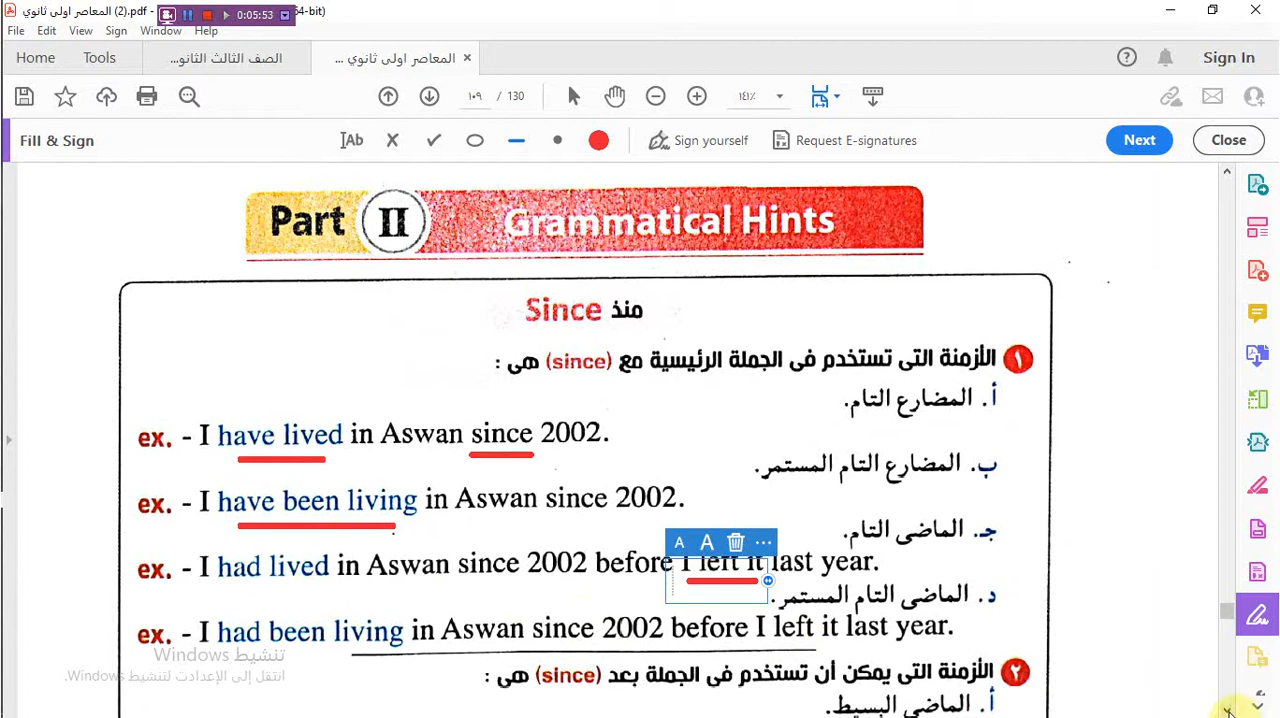 المعاصر اولى ثانوي (2).pdf -
0:05:53
64-bit)
File Edit View Sign Window Help
Home Tools
الصف الثالث الثانو...
المعاصر اولى ثانوي ...
Sign In
١٠٩ / 130
١٤١٪
Fill & Sign
Ab
Sign yourself
Request E-signatures
Next
Close
Part II Grammatical Hints
Since منذ
١ الأزمنة التى تستخدم فى الجملة الرئيسية مع (since) هى :
أ. المضارع التام.
ex. - I have lived in Aswan since 2002.
ب. المضارع التام المستمر.
ex. - I have been living in Aswan since 2002.
جـ. الماضى التام.
A A ...
ex. - I had lived in Aswan since 2002 before I left it last year.
د. الماضى التام المستمر.
ex. - I had been living in Aswan since 2002 before I left it last year.
تنشيط Windows
انتقل إلى الإعدادت لتنشيط Windows.
٢ الأزمنة التى يمكن أن تستخدم فى الجملة بعد (since) هى :
أ. الماضى البسيط.